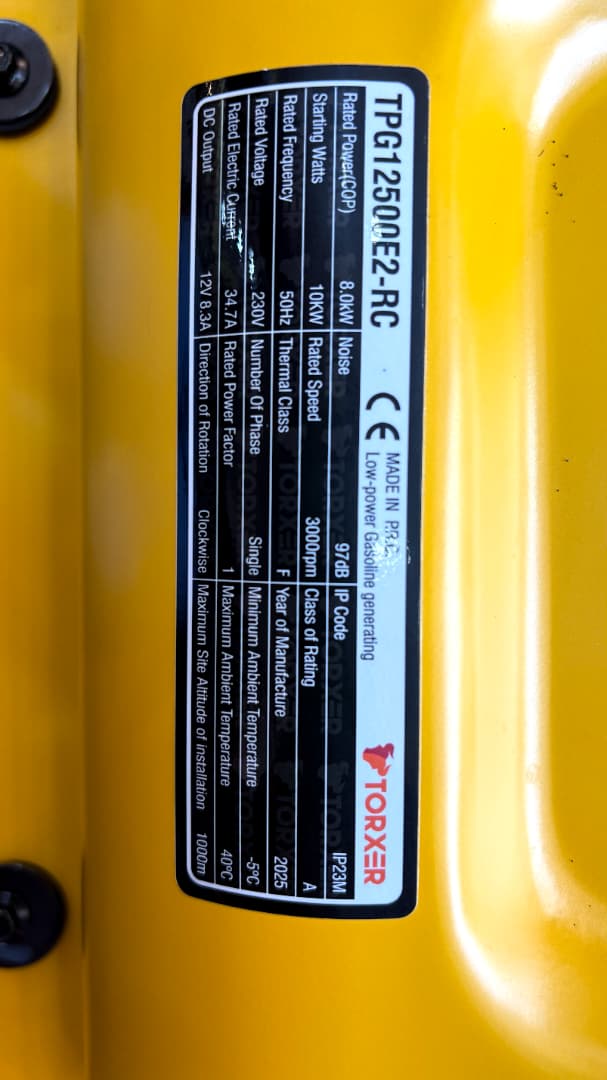 TPG12500E2-RC CE MADE IN P.R.C. TORXER
Low-power Gasoline generating
Rated Power(COP) 8.0kW Noise 97dB IP Code IP23M
Starting Watts 10KW Rated Speed 3000rpm Class of Rating A
Rated Frequency 50Hz Thermal Class F Year of Manufacture 2025
Rated Voltage 230V Number Of Phase Single Minimum Ambient Temperature -5°C
Rated Electric Current 34.7A Rated Power Factor 1 Maximum Ambient Temperature 40°C
DC Output 12V 8.3A Direction of Rotation Clockwise Maximum Site Altitude of installation 1000m